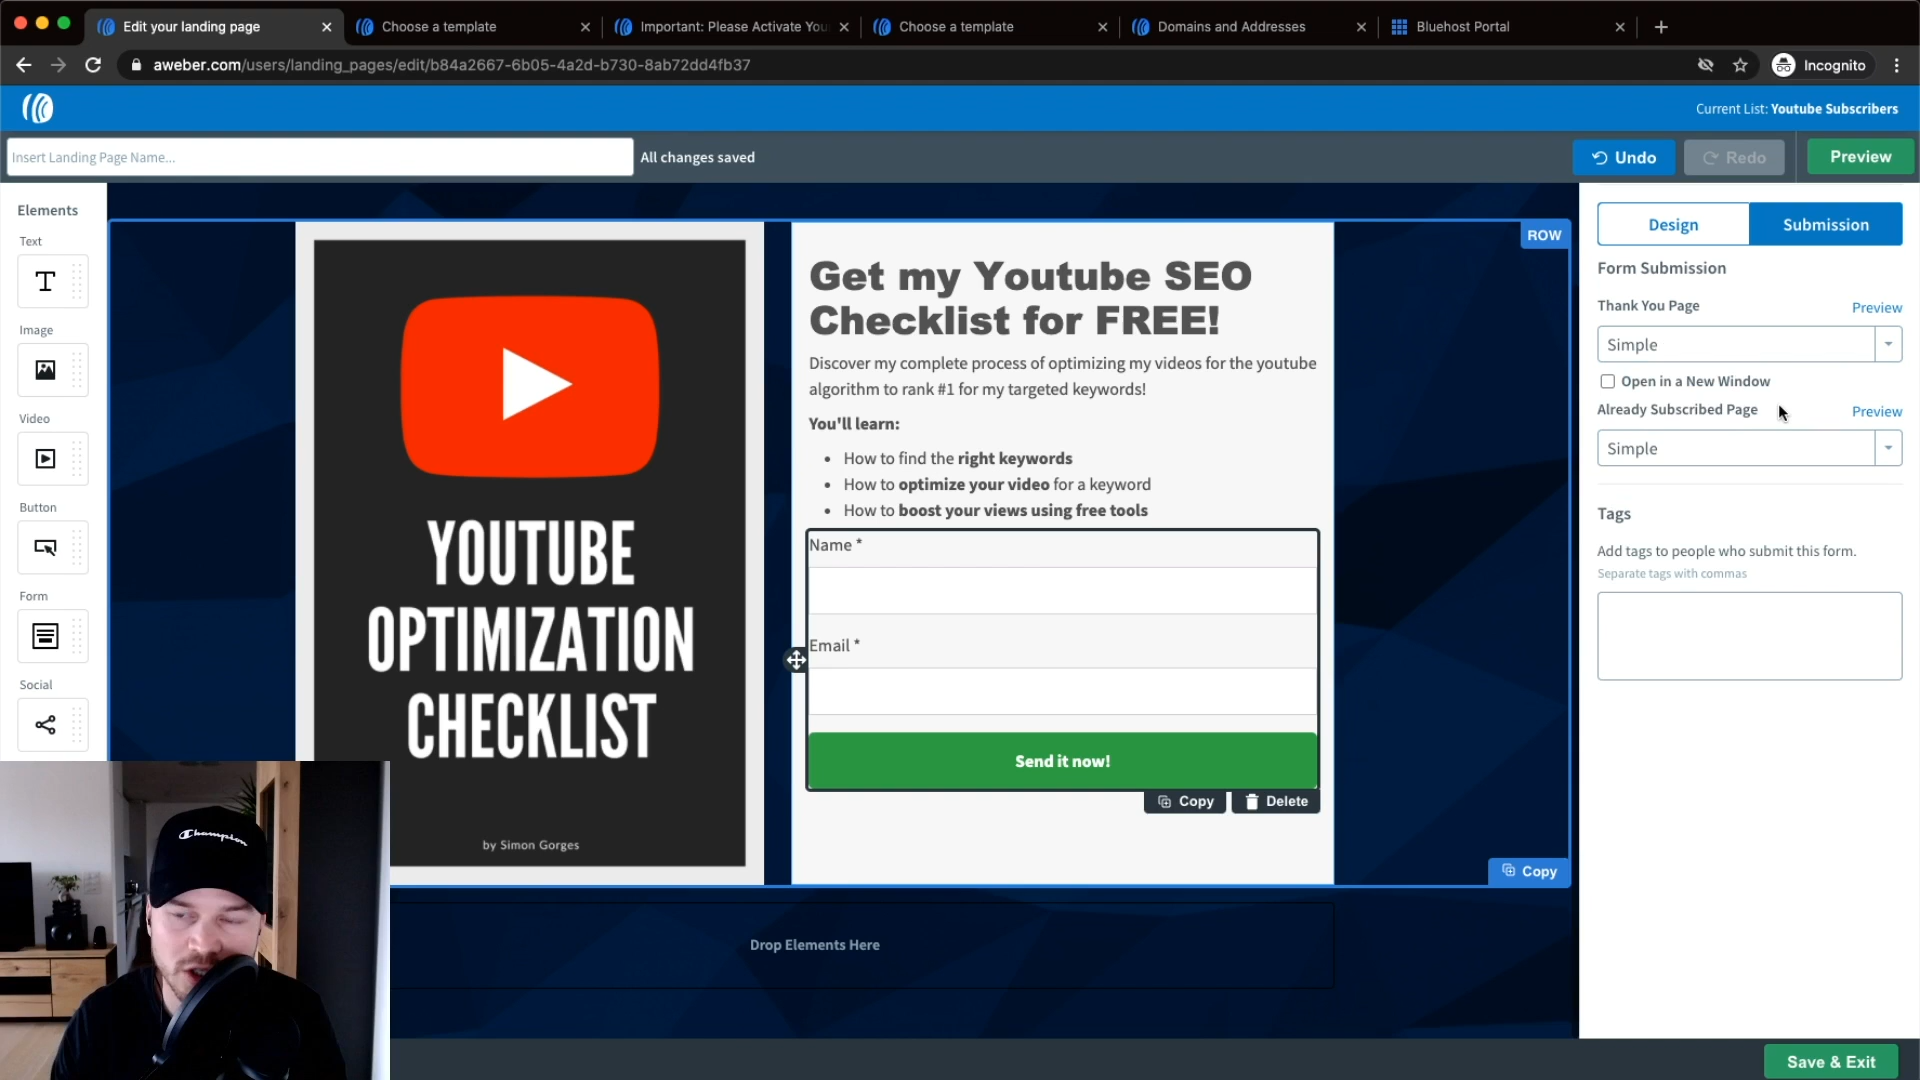 Edit your landing page
Choose a template
Important: Please Activate You
Choose a template
Domains and Addresses
Bluehost Portal
aweber.com/users/landing_pages/edit/b84a2667-6b05-4a2d-b730-8ab72dd4fb37
Incognito
Current List: Youtube Subscribers
Insert Landing Page Name...
All changes saved
Undo
Redo
Preview
Elements
Text
T
Image
Video
Button
Form
Social
YOUTUBE
OPTIMIZATION
CHECKLIST
by Simon Gorges
ROW
Get my Youtube SEO
Checklist for FREE!
Discover my complete process of optimizing my videos for the youtube
algorithm to rank #1 for my targeted keywords!
You'll learn:
• How to find the right keywords
• How to optimize your video for a keyword
• How to boost your views using free tools
Name *
Email *
Send it now!
Copy
Delete
Copy
Drop Elements Here
Design
Submission
Form Submission
Thank You Page
Preview
Simple
Open in a New Window
Already Subscribed Page
Preview
Simple
Tags
Add tags to people who submit this form.
Separate tags with commas
Champion
Save & Exit